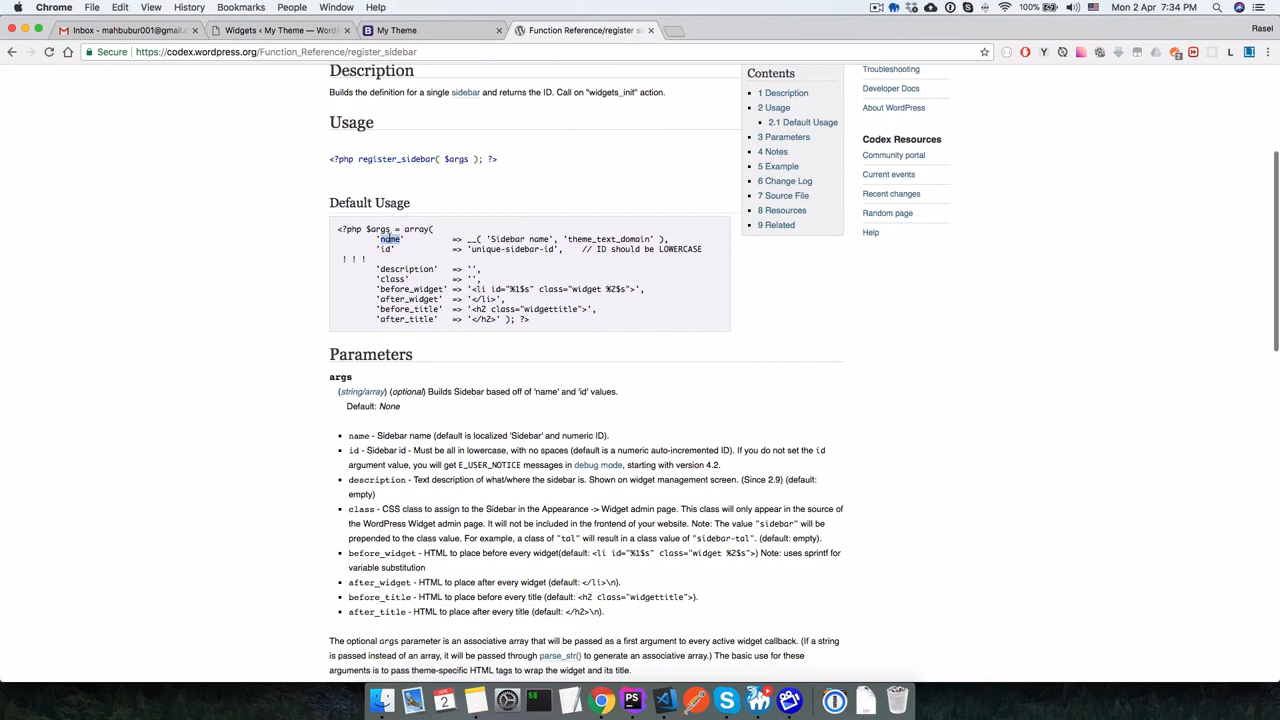 Chrome File Edit View History Bookmarks People Window Help 100% Mon 2 Apr 7:34 PM
Inbox - mahbubur001@gmail.c Widgets ‹ My Theme — WordP My Theme Function Reference/register si Rasel
Secure https://codex.wordpress.org/Function_Reference/register_sidebar
Description
Builds the definition for a single sidebar and returns the ID. Call on "widgets_init" action.
Usage
<?php register_sidebar( $args ); ?>
Default Usage
<?php $args = array(
'name' => __( 'Sidebar name', 'theme_text_domain' ),
'id' => 'unique-sidebar-id', // ID should be LOWERCASE
! ! !
'description' => '',
'class' => '',
'before_widget' => '<li id="%1$s" class="widget %2$s">',
'after_widget' => '</li>',
'before_title' => '<h2 class="widgettitle">',
'after_title' => '</h2>' ); ?>
Parameters
args
(string/array) (optional) Builds Sidebar based off of 'name' and 'id' values.
Default: None
name - Sidebar name (default is localized 'Sidebar' and numeric ID).
id - Sidebar id - Must be all in lowercase, with no spaces (default is a numeric auto-incremented ID). If you do not set the id
argument value, you will get E_USER_NOTICE messages in debug mode, starting with version 4.2.
description - Text description of what/where the sidebar is. Shown on widget management screen. (Since 2.9) (default:
empty)
class - CSS class to assign to the Sidebar in the Appearance -> Widget admin page. This class will only appear in the source of
the WordPress Widget admin page. It will not be included in the frontend of your website. Note: The value "sidebar" will be
prepended to the class value. For example, a class of "tal" will result in a class value of "sidebar-tal". (default: empty).
before_widget - HTML to place before every widget(default: <li id="%1$s" class="widget %2$s">) Note: uses sprintf for
variable substitution
after_widget - HTML to place after every widget (default: </li>\n).
before_title - HTML to place before every title (default: <h2 class="widgettitle">).
after_title - HTML to place after every title (default: </h2>\n).
The optional args parameter is an associative array that will be passed as a first argument to every active widget callback. (If a string
is passed instead of an array, it will be passed through parse_str() to generate an associative array.) The basic use for these
arguments is to pass theme-specific HTML tags to wrap the widget and its title.
Contents
1 Description
2 Usage
2.1 Default Usage
3 Parameters
4 Notes
5 Example
6 Change Log
7 Source File
8 Resources
9 Related
Troubleshooting
Developer Docs
About WordPress
Codex Resources
Community portal
Current events
Recent changes
Random page
Help